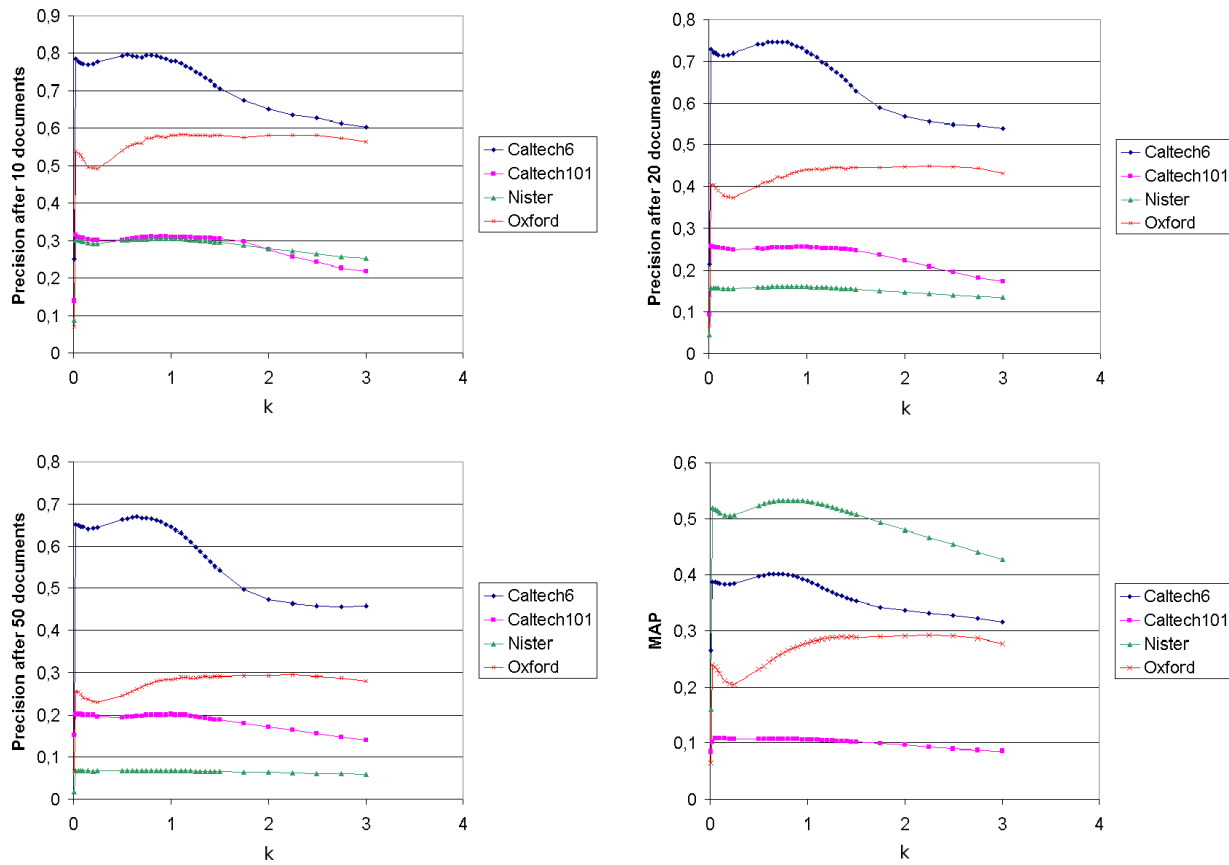 Precision after 10 documents
0,9
0,8
0,7
0,6
0,5
0,4
0,3
0,2
0,1
0
0 1 2 3 4
k
Caltech6
Caltech101
Nister
Oxford
Precision after 20 documents
0,8
0,7
0,6
0,5
0,4
0,3
0,2
0,1
0
0 1 2 3 4
k
Caltech6
Caltech101
Nister
Oxford
Precision after 50 documents
0,8
0,7
0,6
0,5
0,4
0,3
0,2
0,1
0
0 1 2 3 4
k
Caltech6
Caltech101
Nister
Oxford
MAP
0,6
0,5
0,4
0,3
0,2
0,1
0
0 1 2 3 4
k
Caltech6
Caltech101
Nister
Oxford